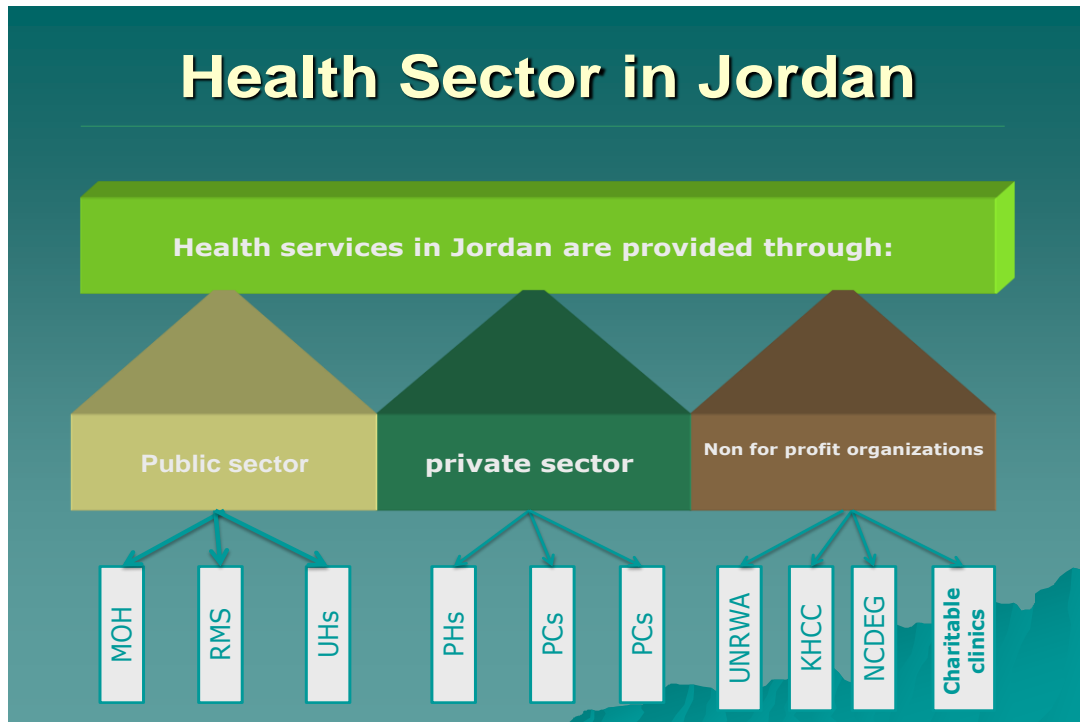 Health Sector in Jordan
Health services in Jordan are provided through:
Public sector
private sector
Non for profit organizations
MOH
RMS
UHs
PHs
PCs
PCs
UNRWA
KHCC
NCDEG
Charitable
clinics